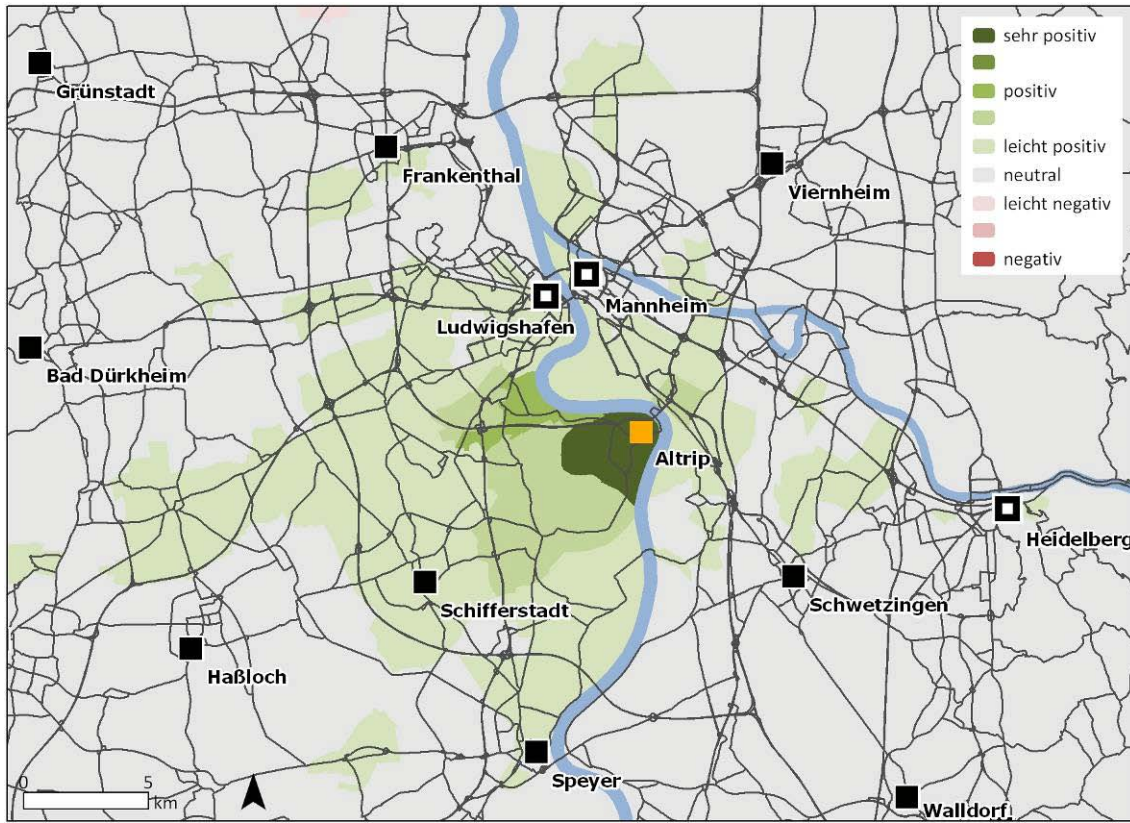 sehr positiv
positiv
leicht positiv
neutral
leicht negativ
negativ
Grünstadt
Frankenthal
Viernheim
Mannheim
Ludwigshafen
Bad Dürkheim
Altrip
Heidelberg
Schwetzingen
Schifferstadt
Haßloch
Speyer
Walldorf
0 5
km